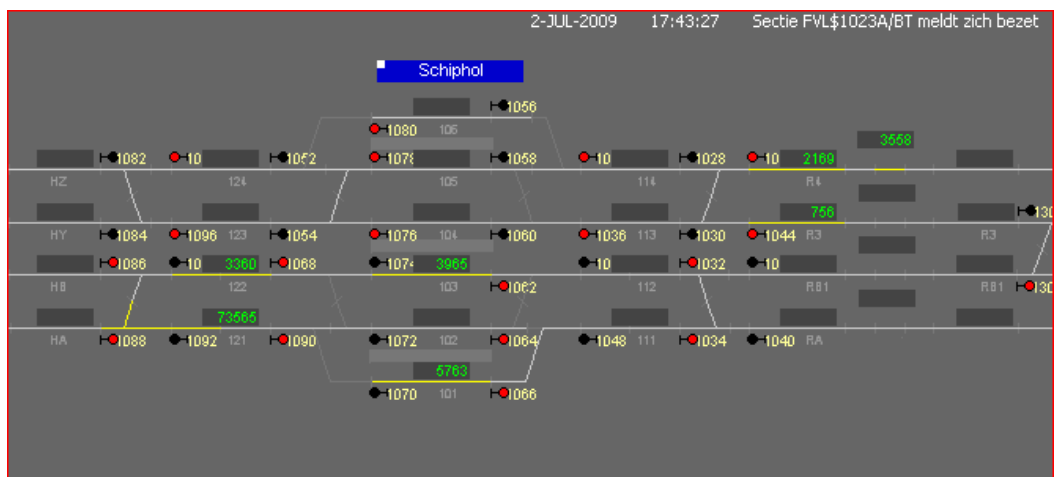 2-JUL-2009 17:43:27 Sectie FVL$1023A/BT meldt zich bezet
Schiphol
1056
1080 106
3558
1082 10 1052 1078 1058 10 1028 10 2169
HZ 124 105 114 R4
756
130
HY 1084 1096 123 1054 1076 104 1060 1036 113 1030 1044 R3 R3
1086 10 3360 1068 1074 3965 10 1032 10
HB 122 103 1062 112 RB1 RB1 130
73565
HA 1088 1092 121 1090 1072 102 1064 1048 111 1034 1040 RA
5763
1070 101 1066